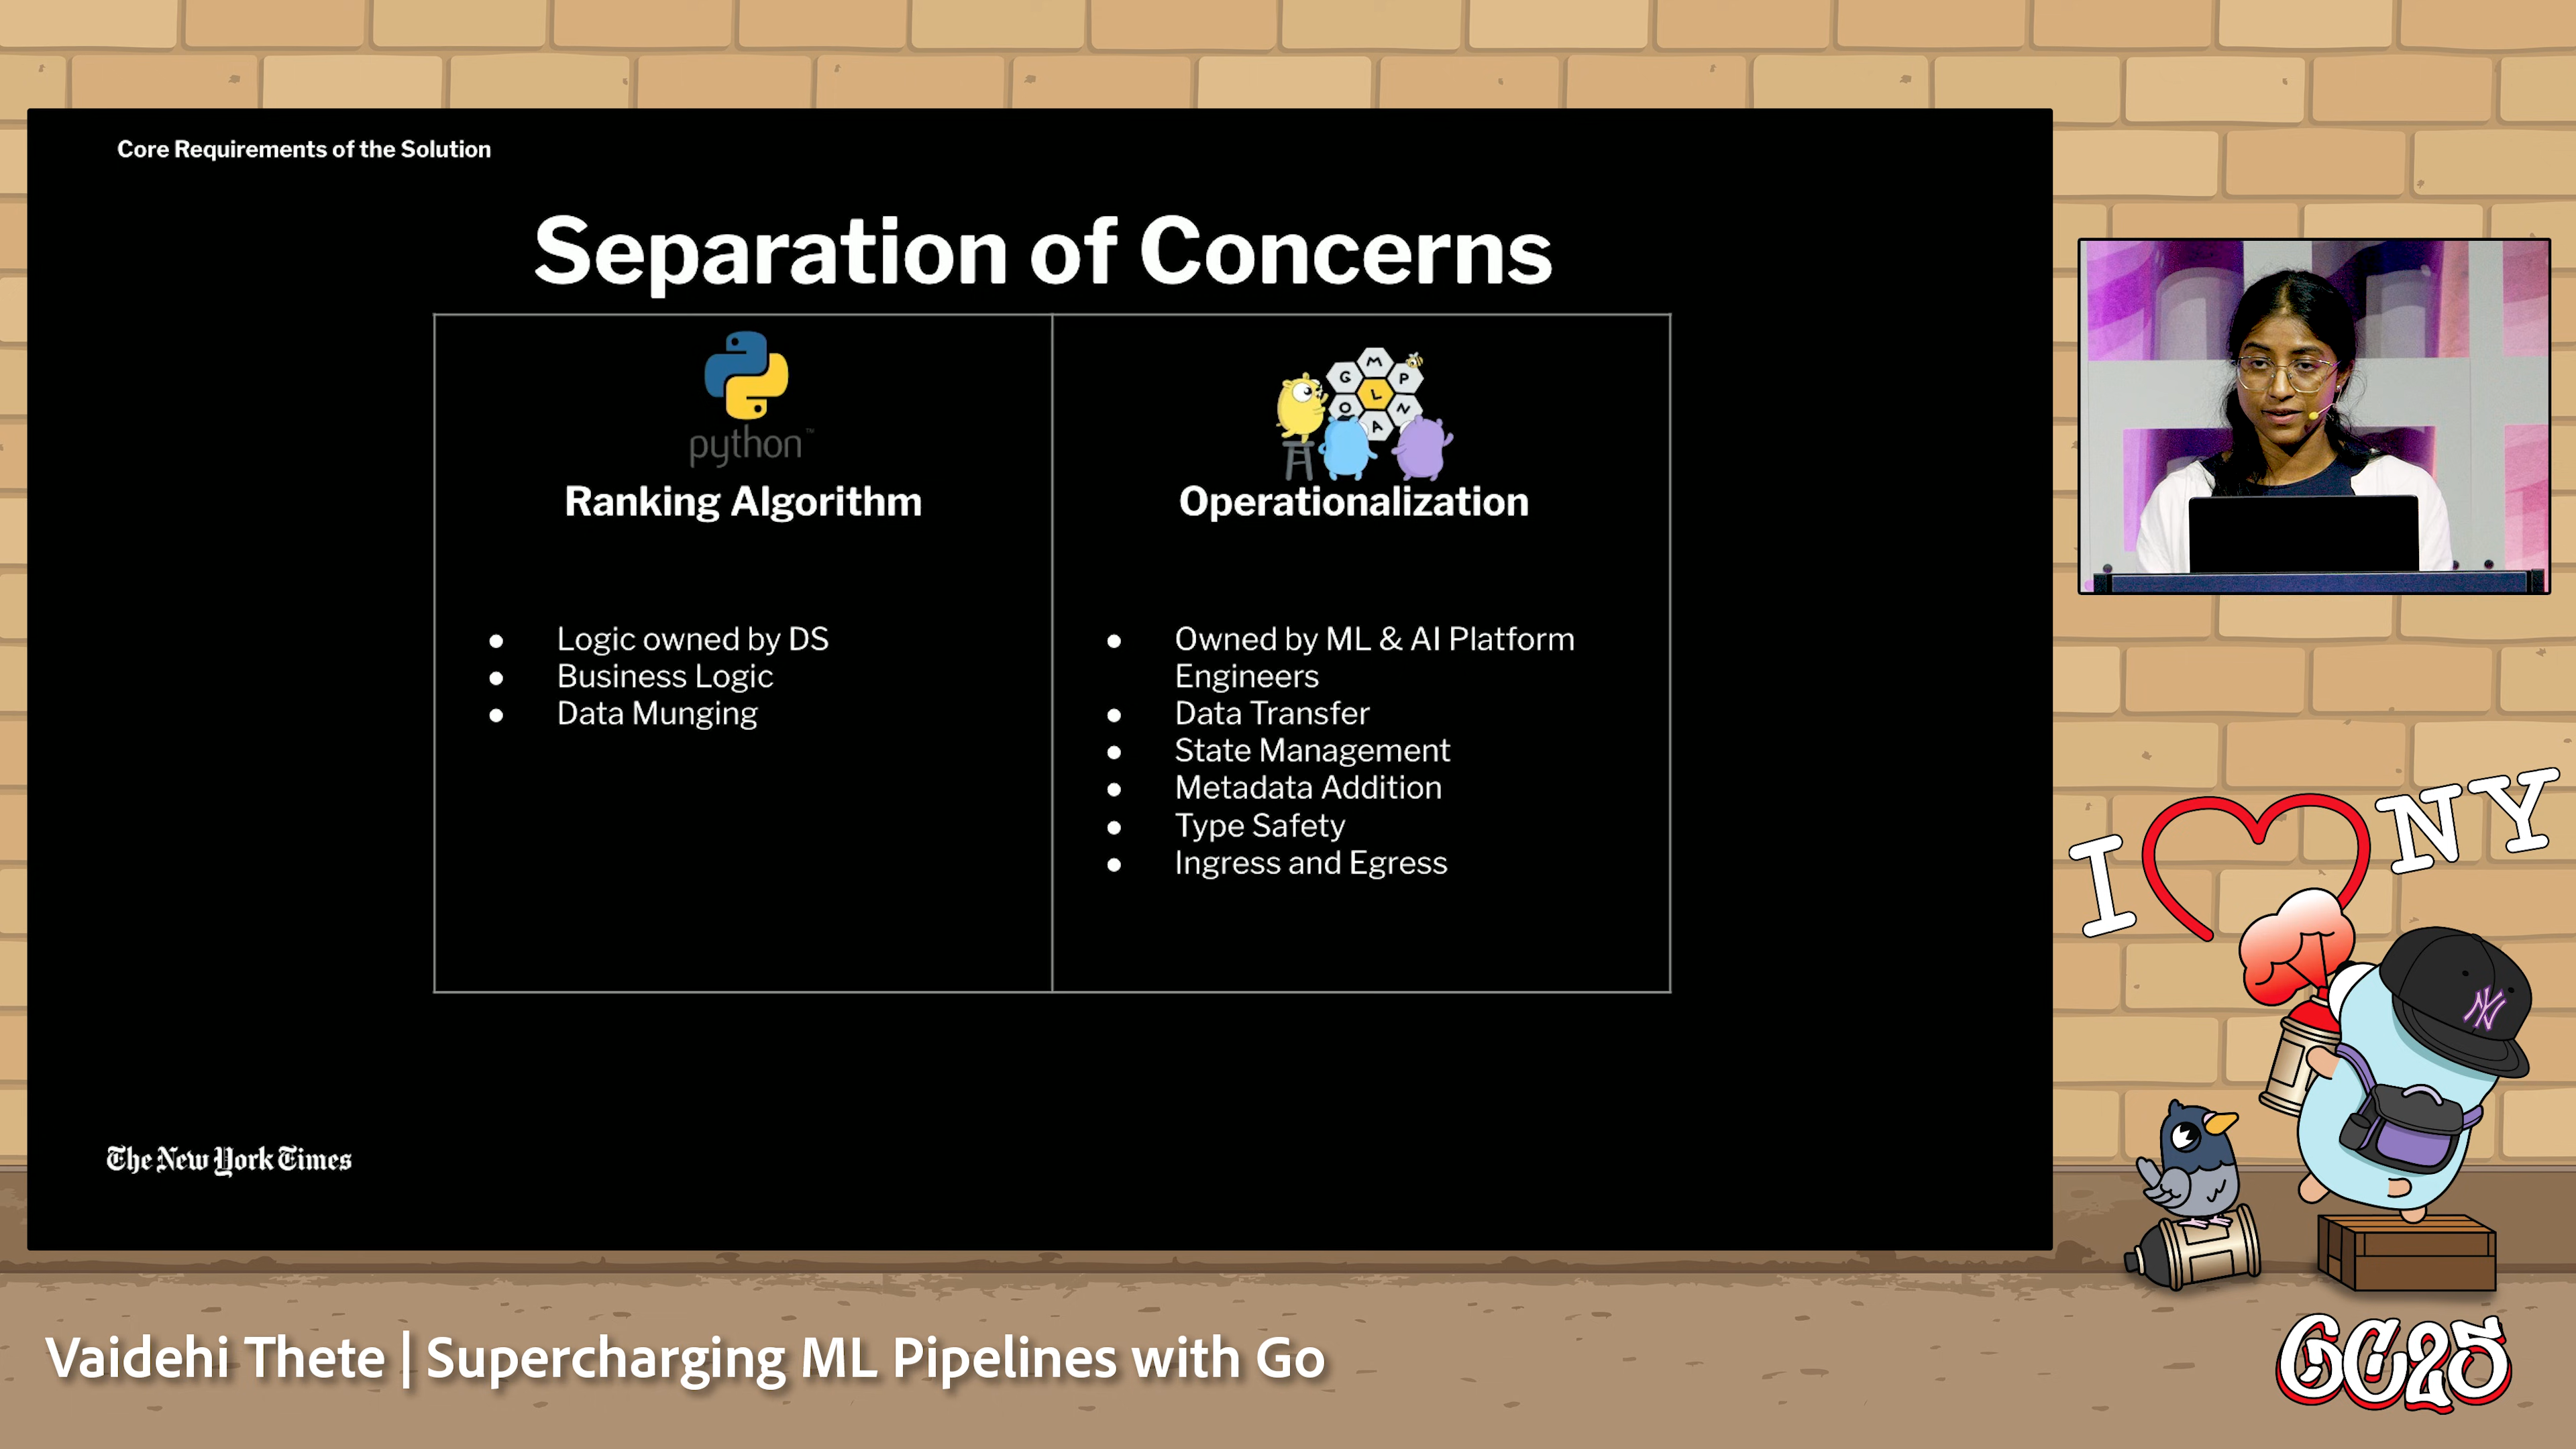 Core Requirements of the Solution
Separation of Concerns
python™
Ranking Algorithm
Logic owned by DS
Business Logic
Data Munging
G M P
O L N
A
Operationalization
Owned by ML & AI Platform
Engineers
Data Transfer
State Management
Metadata Addition
Type Safety
Ingress and Egress
The New York Times
I NY
NY
Vaidehi Thete | Supercharging ML Pipelines with Go
GC25